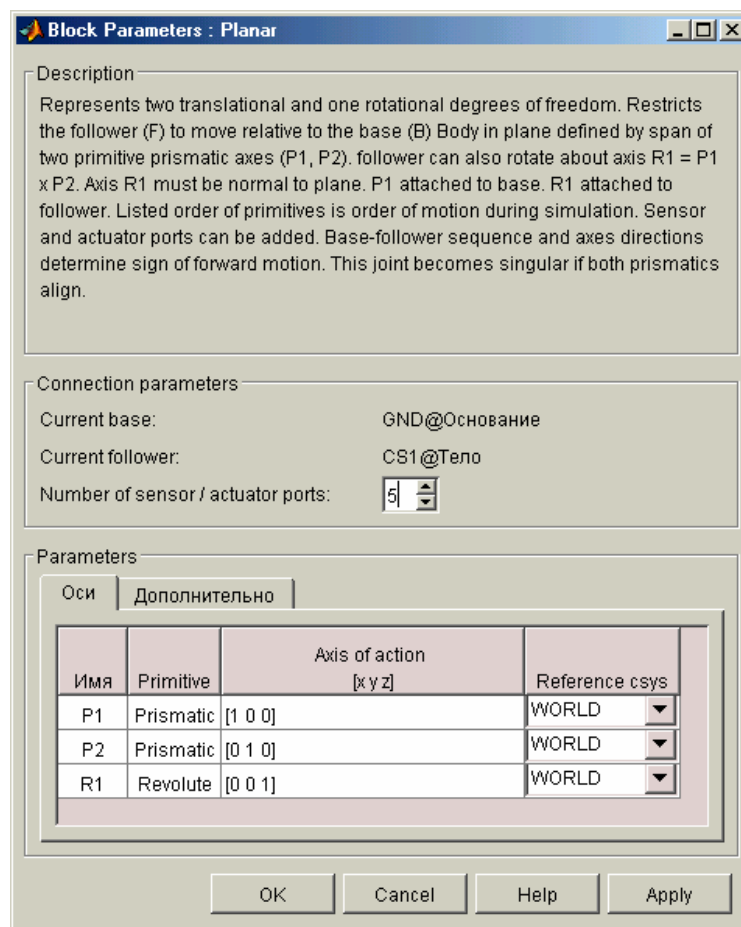 Block Parameters : Planar
Description
Represents two translational and one rotational degrees of freedom. Restricts
the follower (F) to move relative to the base (B) Body in plane defined by span of
two primitive prismatic axes (P1, P2). follower can also rotate about axis R1 = P1
x P2. Axis R1 must be normal to plane. P1 attached to base. R1 attached to
follower. Listed order of primitives is order of motion during simulation. Sensor
and actuator ports can be added. Base-follower sequence and axes directions
determine sign of forward motion. This joint becomes singular if both prismatics
align.
Connection parameters
Current base: GND@Основание
Current follower: CS1@Тело
Number of sensor / actuator ports: 5
Parameters
Оси Дополнительно
Axis of action
Имя Primitive [x y z] Reference csys
P1 Prismatic [1 0 0] WORLD
P2 Prismatic [0 1 0] WORLD
R1 Revolute [0 0 1] WORLD
OK Cancel Help Apply